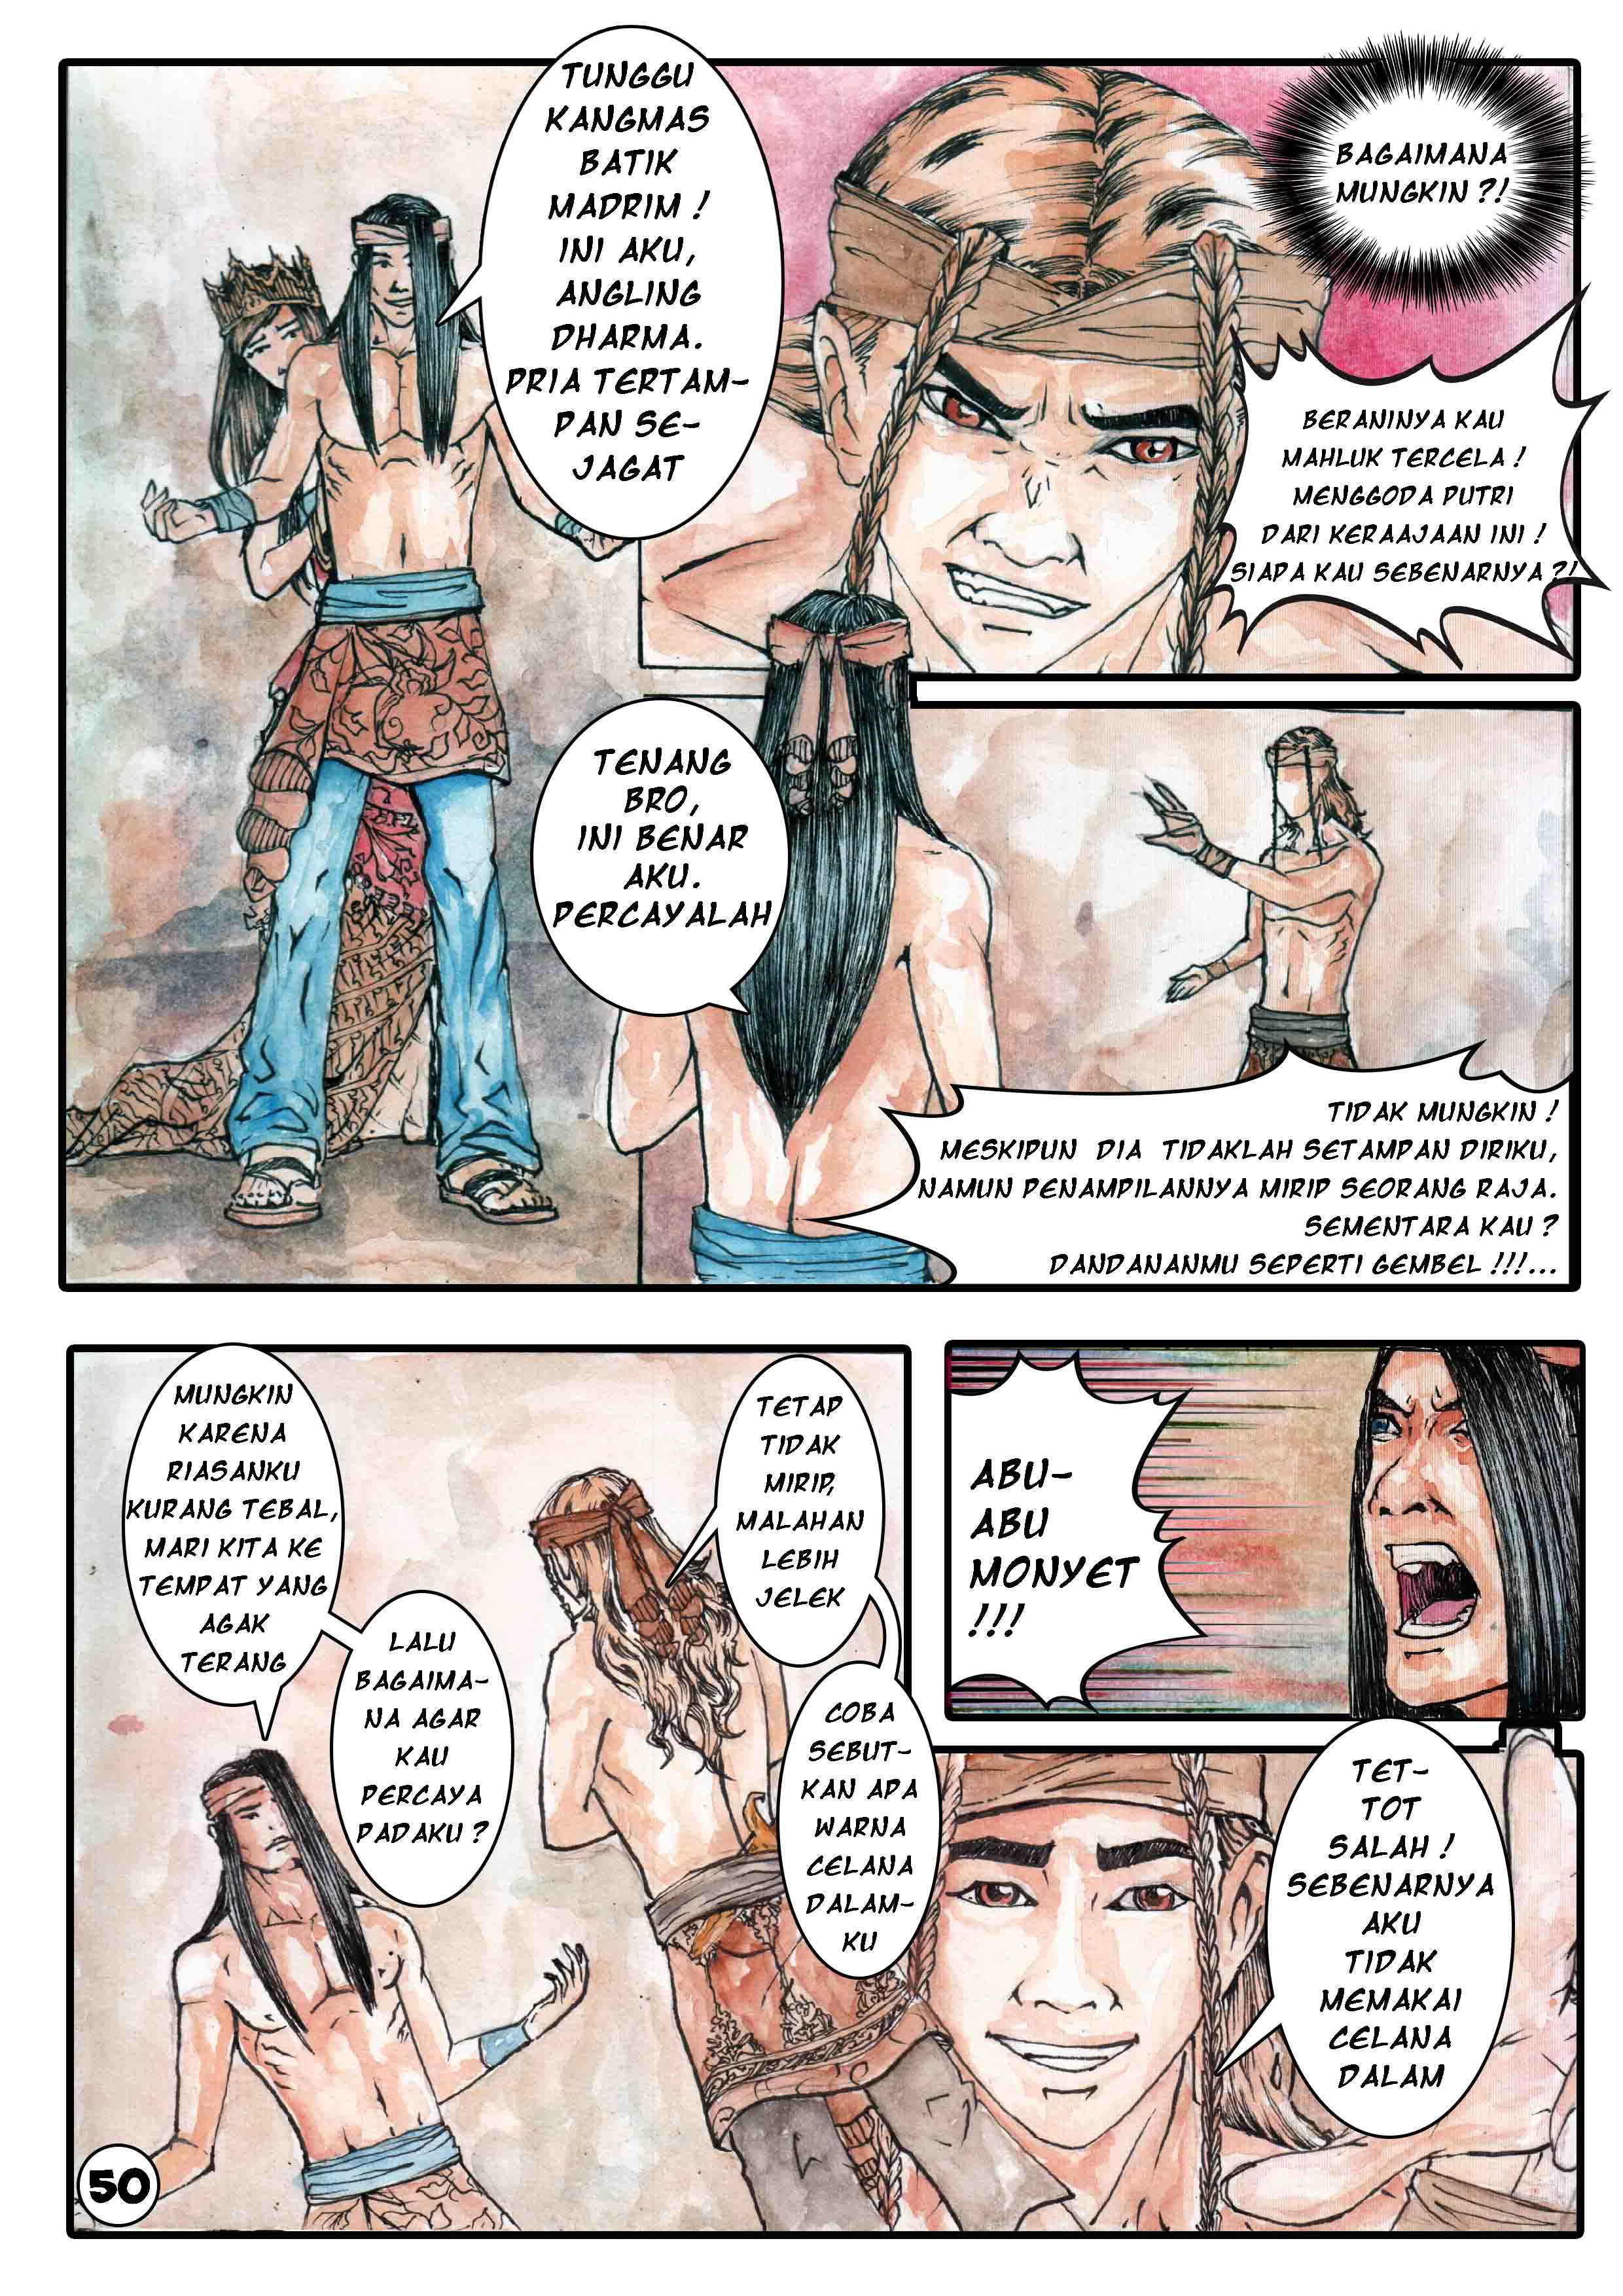 TUNGGU
KANGMAS
BATIK
MADRIM !
INI AKU,
ANGLING
DHARMA.
PRIA TERTAM-
PAN SE-
JAGAT
BAGAIMANA
MUNGKIN ?!
BERANINYA KAU
MAHLUK TERCELA !
MENGGODA PUTRI
DARI KERAAJAAN INI !
SIAPA KAU SEBENARNYA ?!
TENANG
BRO,
INI BENAR
AKU.
PERCAYALAH
TIDAK MUNGKIN !
MESKIPUN DIA TIDAKLAH SETAMPAN DIRIKU,
NAMUN PENAMPILANNYA MIRIP SEORANG RAJA.
SEMENTARA KAU ?
DANDANANMU SEPERTI GEMBEL !!!...
MUNGKIN
KARENA
RIASANKU
KURANG TEBAL,
MARI KITA KE
TEMPAT YANG
AGAK
TERANG
TETAP
TIDAK
MIRIP,
MALAHAN
LEBIH
JELEK
LALU
BAGAIMA-
NA AGAR
KAU
PERCAYA
PADAKU ?
COBA
SEBUT-
KAN APA
WARNA
CELANA
DALAM-
KU
ABU-
ABU
MONYET
!!!
TET-
TOT
SALAH !
SEBENARNYA
AKU
TIDAK
MEMAKAI
CELANA
DALAM
50